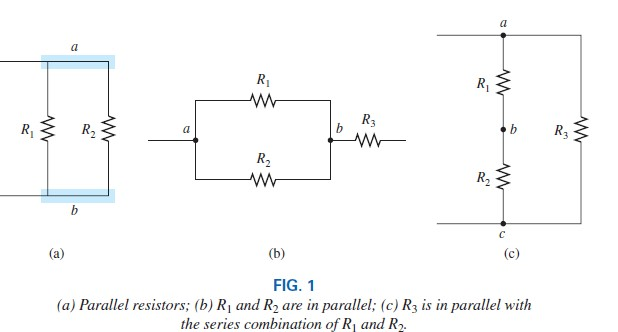 a
R1
R2
b
(a)
R1
a
b
R3
R2
(b)
a
R1
b
R3
R2
c
(c)
FIG. 1
(a) Parallel resistors; (b) R1 and R2 are in parallel; (c) R3 is in parallel with
the series combination of R1 and R2.